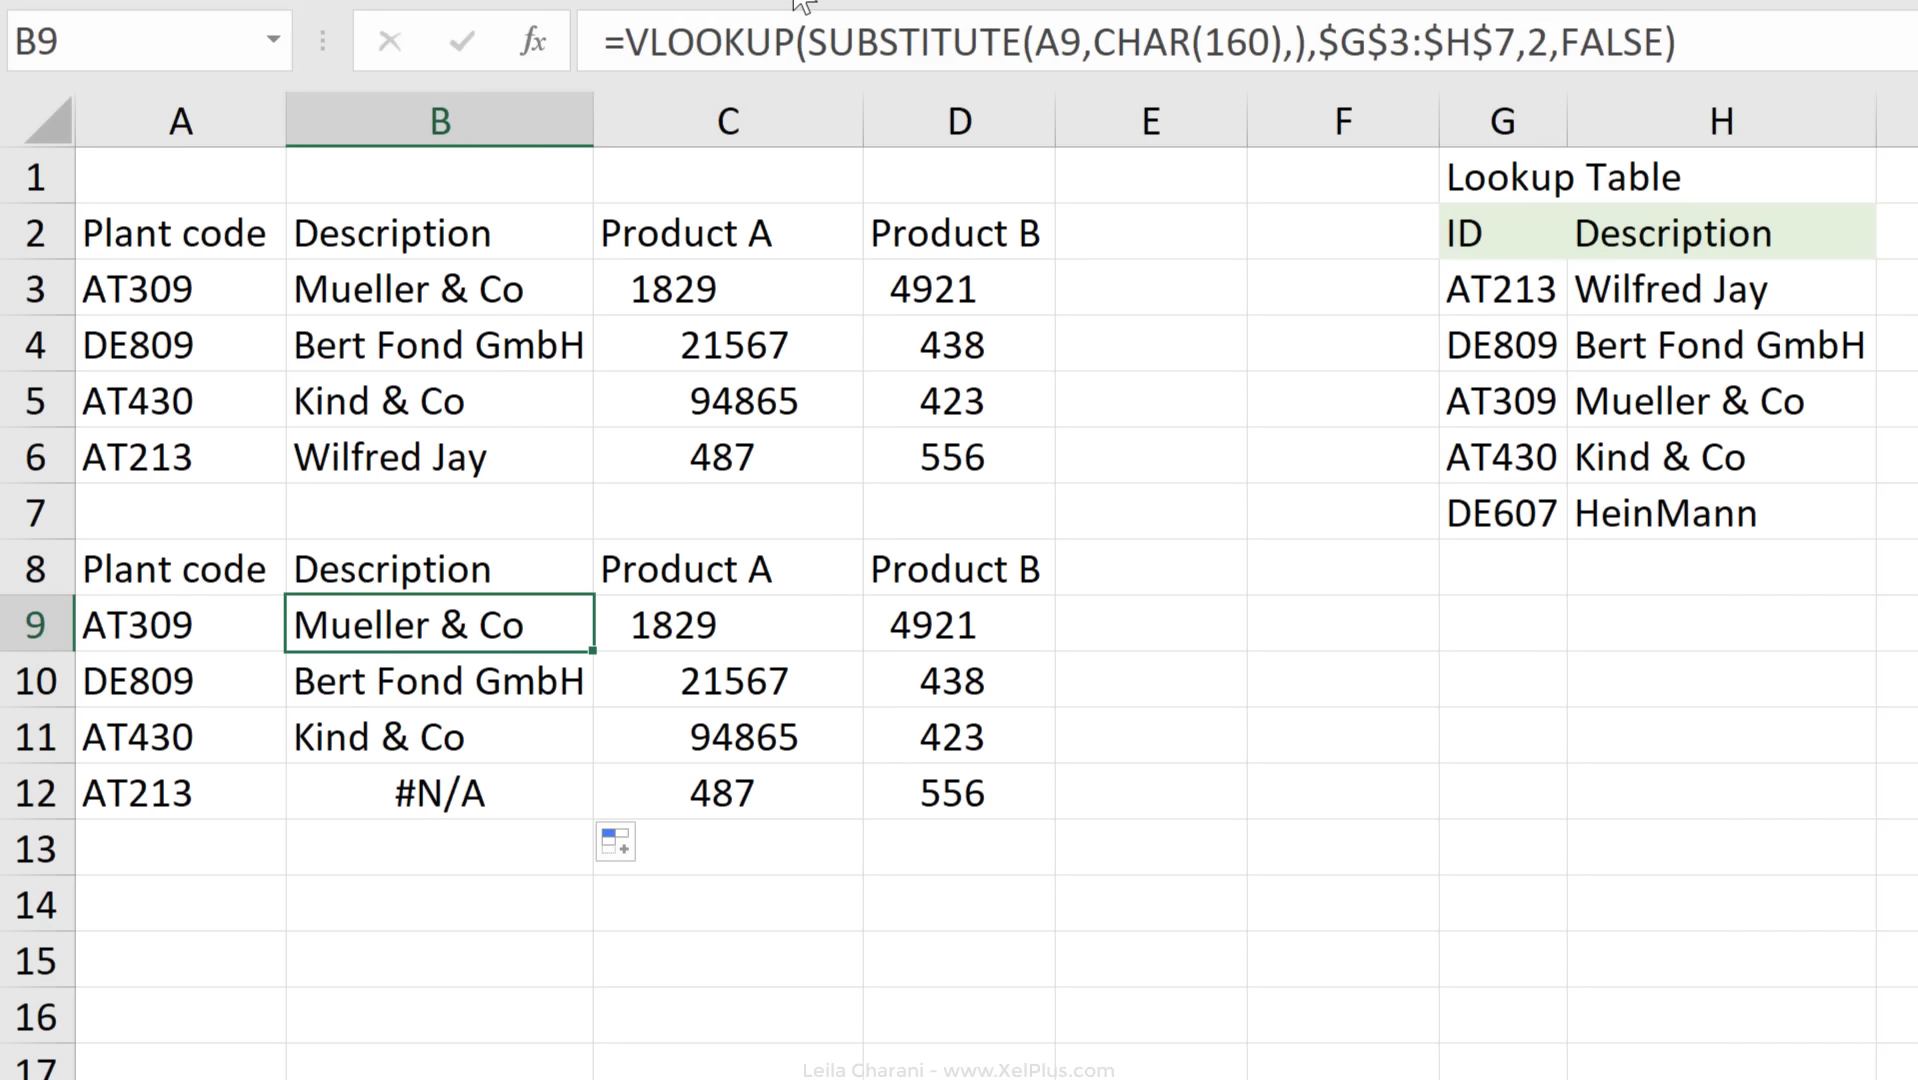 B9 fx =VLOOKUP(SUBSTITUTE(A9,CHAR(160),),$G$3:$H$7,2,FALSE)
A B C D E F G H
1 Lookup Table
2 Plant code Description Product A Product B ID Description
3 AT309 Mueller & Co 1829 4921 AT213 Wilfred Jay
4 DE809 Bert Fond GmbH 21567 438 DE809 Bert Fond GmbH
5 AT430 Kind & Co 94865 423 AT309 Mueller & Co
6 AT213 Wilfred Jay 487 556 AT430 Kind & Co
7 DE607 HeinMann
8 Plant code Description Product A Product B
9 AT309 Mueller & Co 1829 4921
10 DE809 Bert Fond GmbH 21567 438
11 AT430 Kind & Co 94865 423
12 AT213 #N/A 487 556
13
14
15
16
17
Leila Gharani - www.XelPlus.com